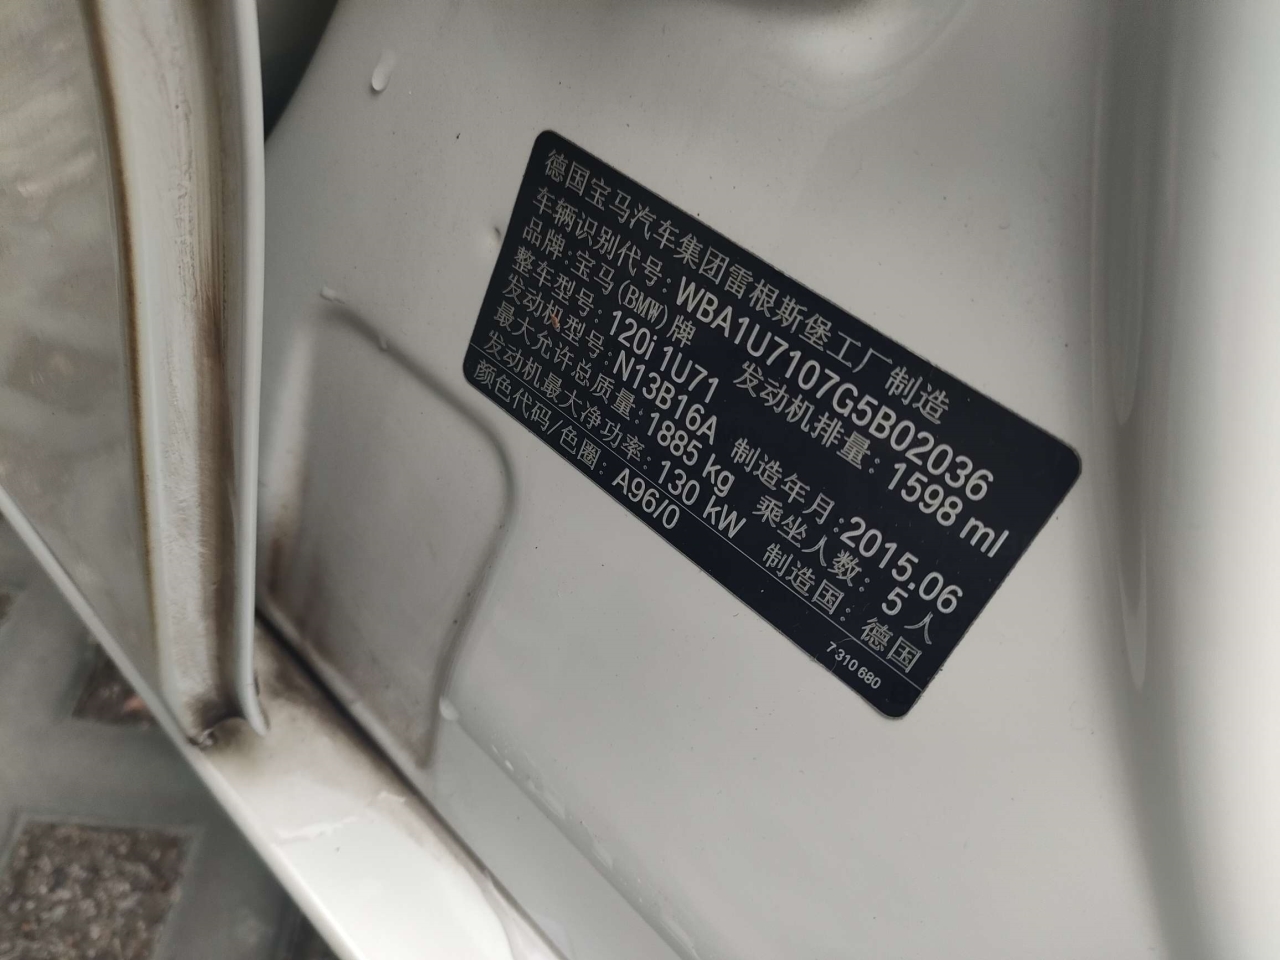 德国宝马汽车集团雷根斯堡工厂 制造
车辆识别代号: WBA1U7107G5B02036
品牌: 宝马(BMW)牌 发动机排量: 1598 ml
整车型号: 120i 1U71
发动机型号: N13B16A 制造年月: 2015.06
最大允许总质量: 1885 kg 乘坐人数: 5 人
发动机最大净功率: 130 kW 制造国: 德国
颜色代码/色圈: A96/0
7 310 680